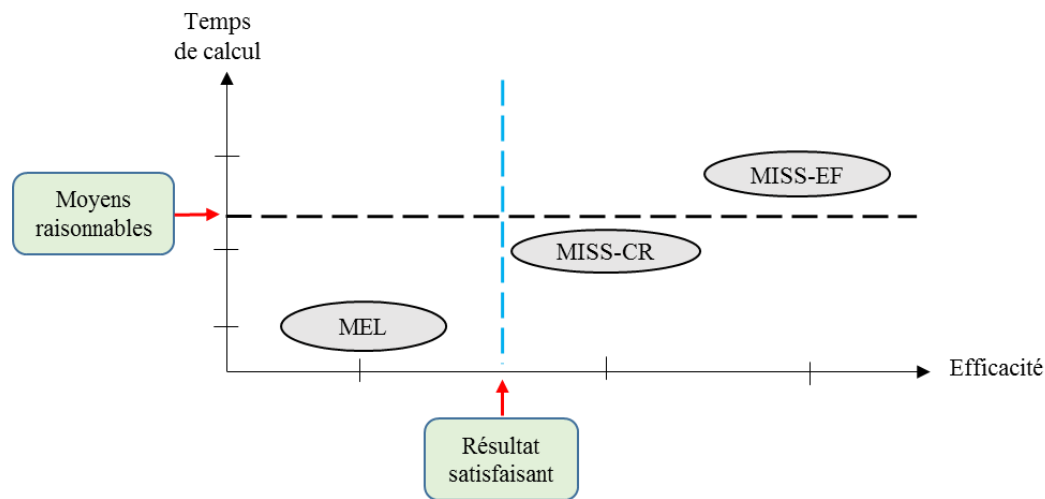 Temps
de calcul
MISS-EF
Moyens
raisonnables
MISS-CR
MEL
Efficacité
Résultat
satisfaisant